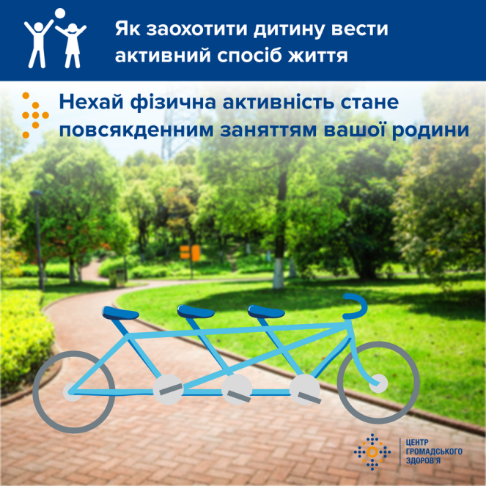 Як заохотити дитину вести
активний спосіб життя
Нехай фізична активність стане
повсякденним заняттям вашої родини
ЦЕНТР
ГРОМАДСЬКОГО
ЗДОРОВ'Я